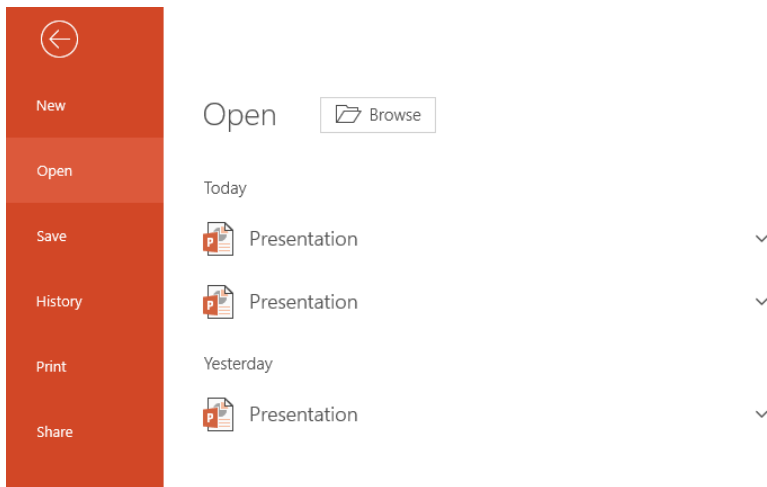 New
Open
Save
History
Print
Share
Open
Browse
Today
P Presentation
P Presentation
Yesterday
P Presentation